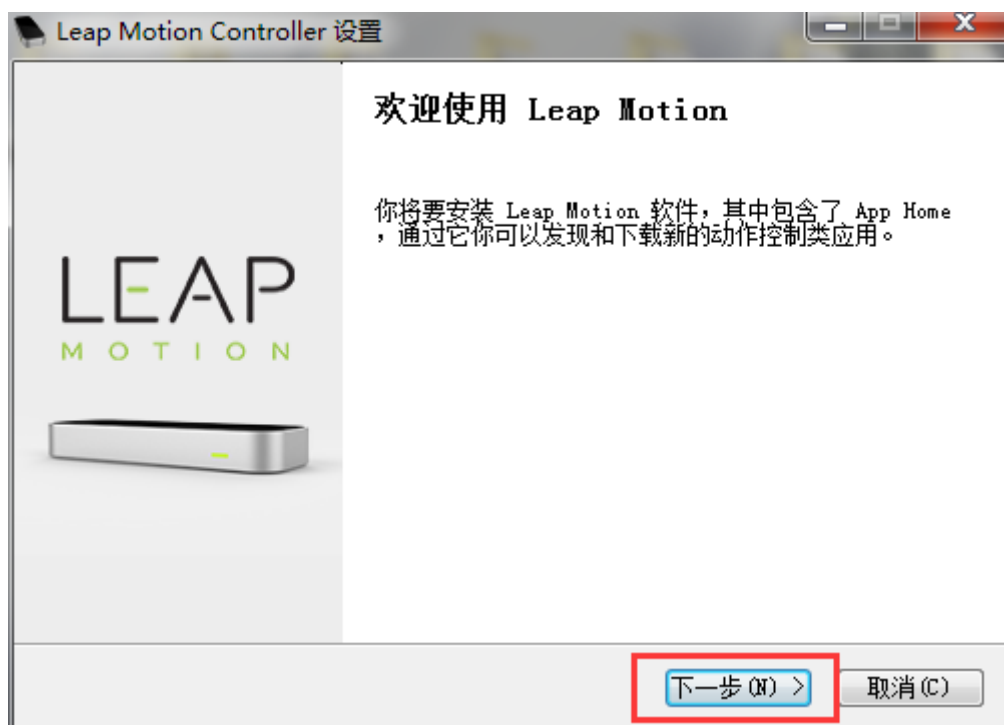 Leap Motion Controller 设置
欢迎使用 Leap Motion
你将要安装 Leap Motion 软件，其中包含了 App Home
，通过它你可以发现和下载新的动作控制类应用。
LEAP
MOTION
下一步(N) >
取消(C)